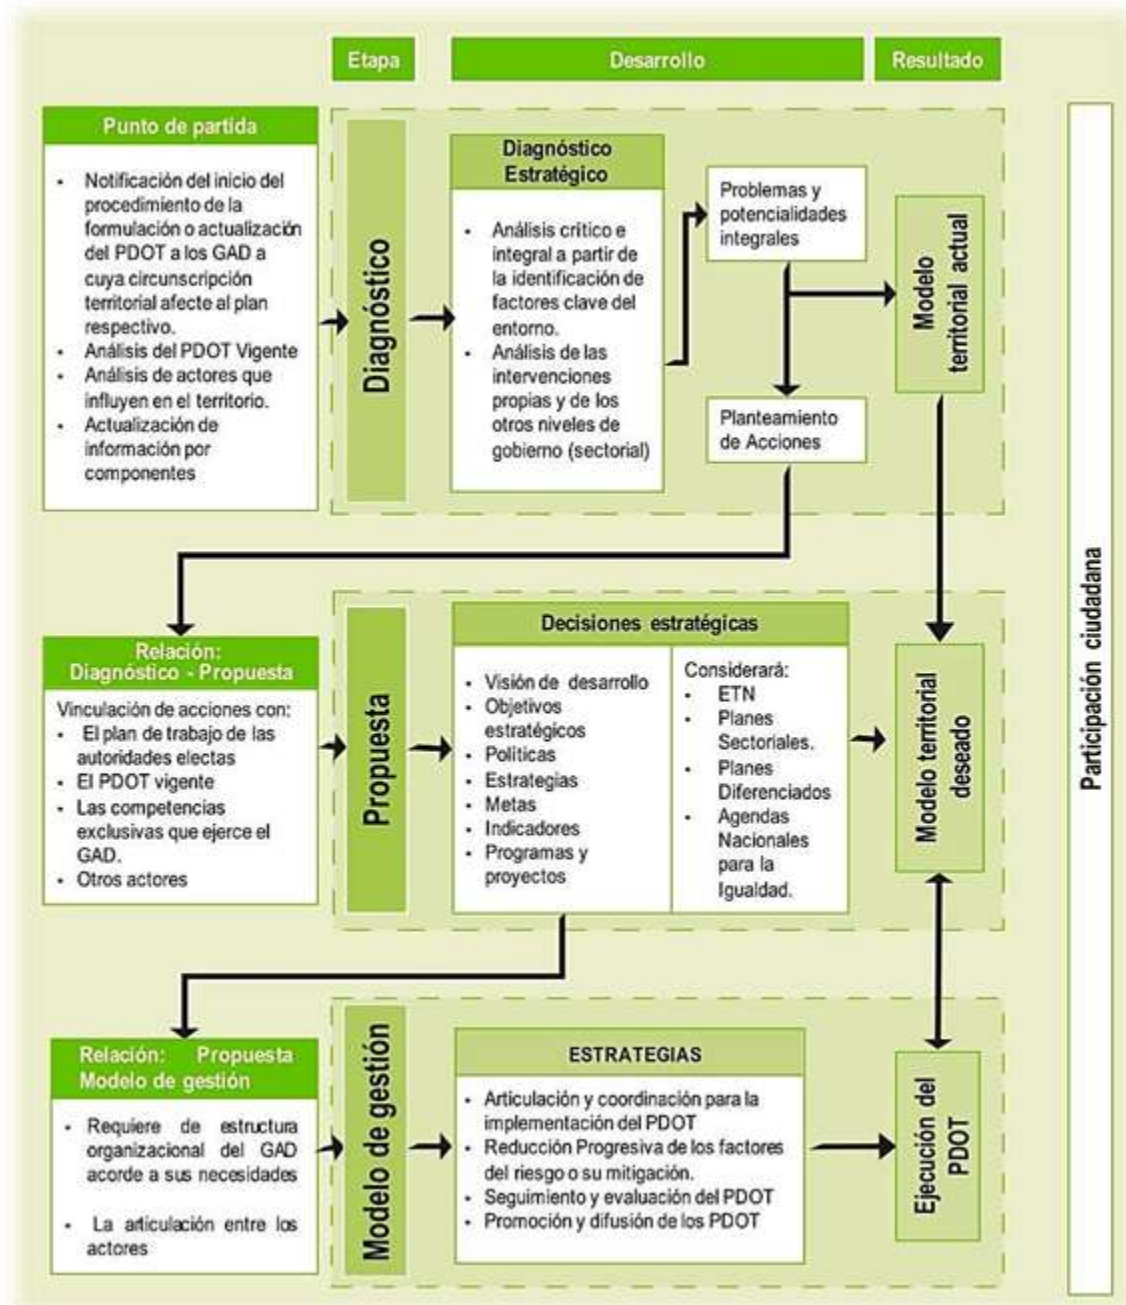 Etapa
Desarrollo
Resultado
Punto de partida
• Notificación del inicio del
procedimiento de la
formulación o actualización
del PDOT a los GAD a
cuya circunscripción
territorial afecte al plan
respectivo.
• Análisis del PDOT Vigente
• Análisis de actores que
influyen en el territorio.
• Actualización de
información por
componentes
Diagnóstico
Diagnóstico
Estratégico
• Análisis crítico e
integral a partir de
la identificación de
factores clave del
entorno.
• Análisis de las
intervenciones
propias y de los
otros niveles de
gobierno (sectorial)
Problemas y
potencialidades
integrales
Planteamiento
de Acciones
Modelo
territorial actual
Relación:
Diagnóstico - Propuesta
Vinculación de acciones con:
• El plan de trabajo de las
autoridades electas
• El PDOT vigente
• Las competencias
exclusivas que ejerce el
GAD.
• Otros actores
Propuesta
Decisiones estratégicas
• Visión de desarrollo
• Objetivos
estratégicos
• Políticas
• Estrategias
• Metas
• Indicadores
• Programas y
proyectos
Considerará:
• ETN
• Planes
Sectoriales.
• Planes
Diferenciados
• Agendas
Nacionales
para la
Igualdad.
Modelo territorial
deseado
Relación: Propuesta
Modelo de gestión
• Requiere de estructura
organizacional del GAD
acorde a sus necesidades
• La articulación entre los
actores
Modelo de gestión
ESTRATEGIAS
• Articulación y coordinación para la
implementación del PDOT
• Reducción Progresiva de los factores
del riesgo o su mitigación.
• Seguimiento y evaluación del PDOT
• Promoción y difusión de los PDOT
Ejecución del
PDOT
Participación ciudadana